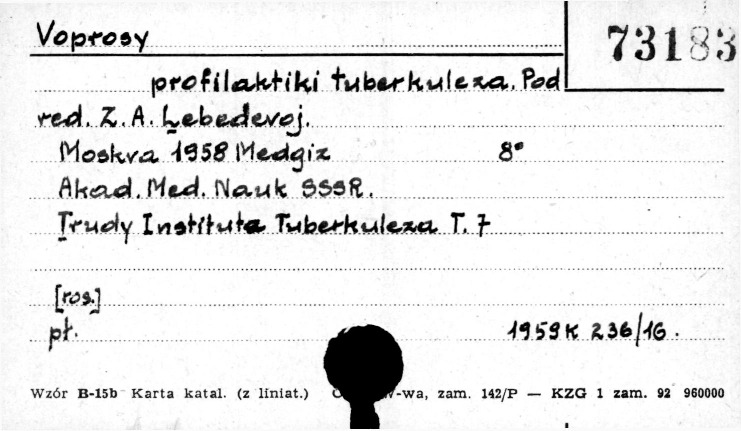 Voprosy
73183
profilaktiki tuberkuleza. Pod
red. Z. A. Lebedevoj.
Moskva 1958 Medgiz 8°
Akad. Med. Nauk SSSR.
Trudy Instituta Tuberkuleza T. 7
[ros.]
pł. 1959 K 236/16.
Wzór B-15b Karta katal. (z liniat.) W-wa, zam. 142/P — KZG 1 zam. 92 960000